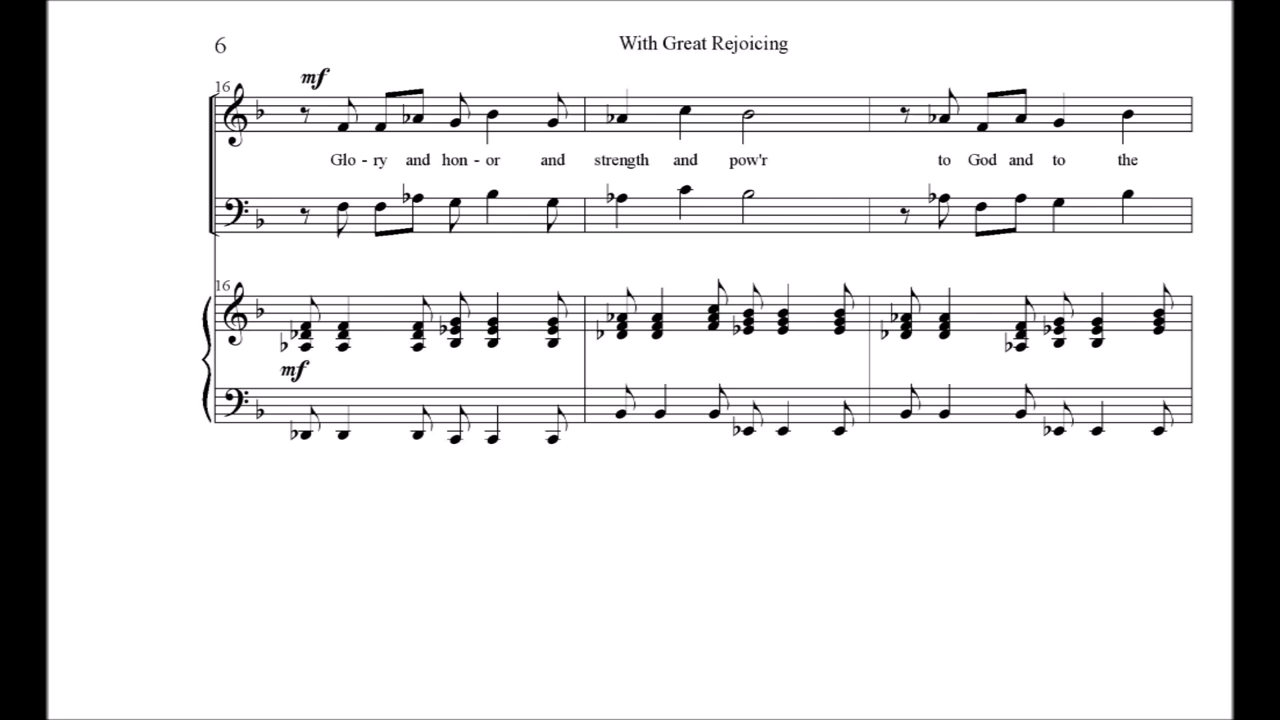 6
With Great Rejoicing
mf
16
Glo - ry and hon - or and strength and pow'r to God and to the
16
mf